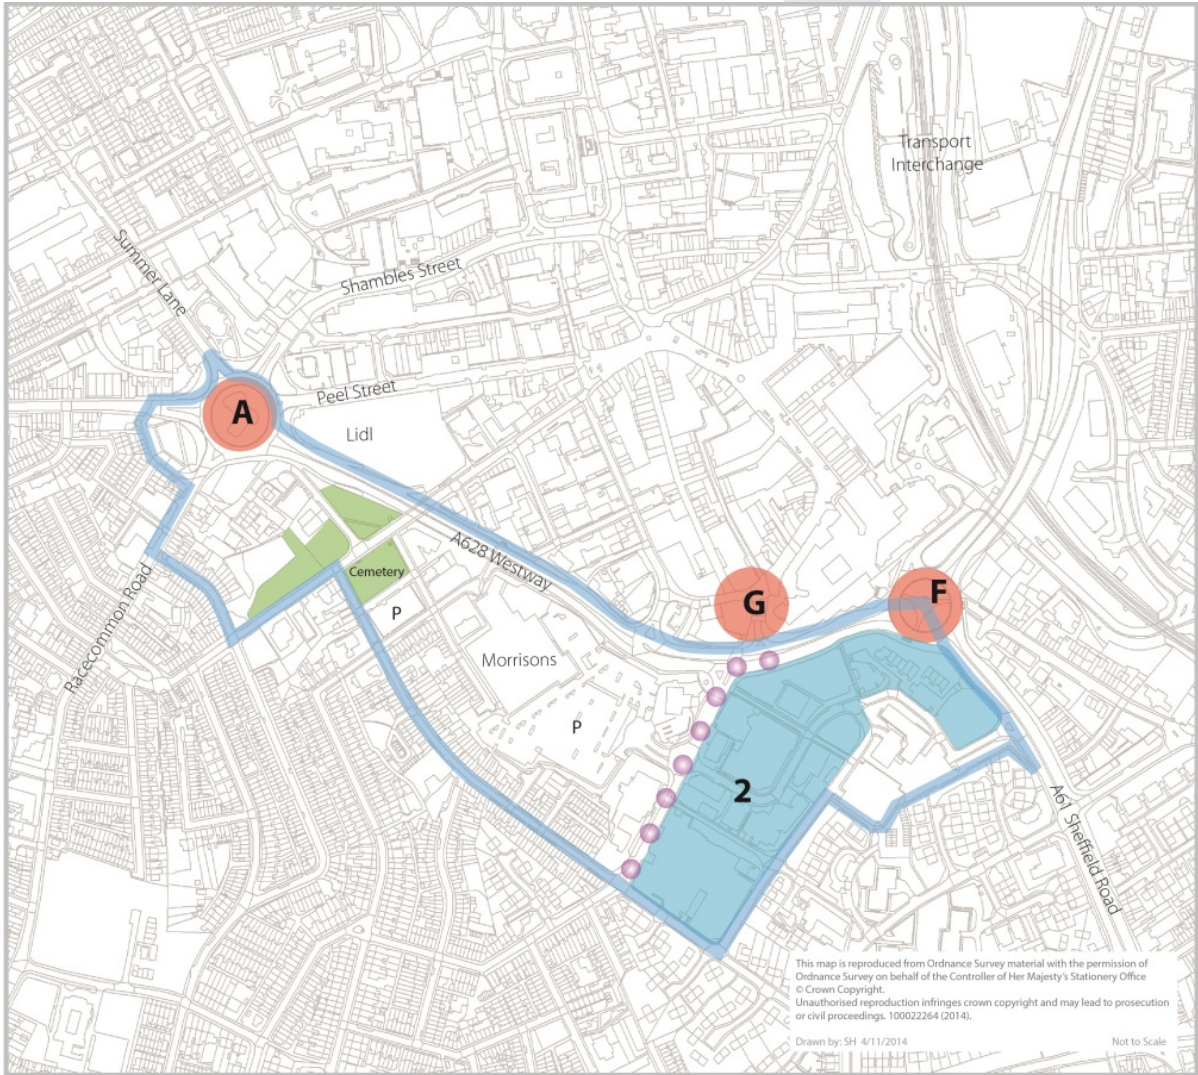 Transport
Interchange
Summer Lane
Shambles Street
Peel Street
A
Lidl
A628 Westway
Cemetery
P
Racecommon Road
G
F
Morrisons
P
2
A61 Sheffield Road
This map is reproduced from Ordnance Survey material with the permission of
Ordnance Survey on behalf of the Controller of Her Majesty's Stationery Office
© Crown Copyright.
Unauthorised reproduction infringes crown copyright and may lead to prosecution
or civil proceedings. 100022264 (2014).
Drawn by: SH 4/11/2014
Not to Scale